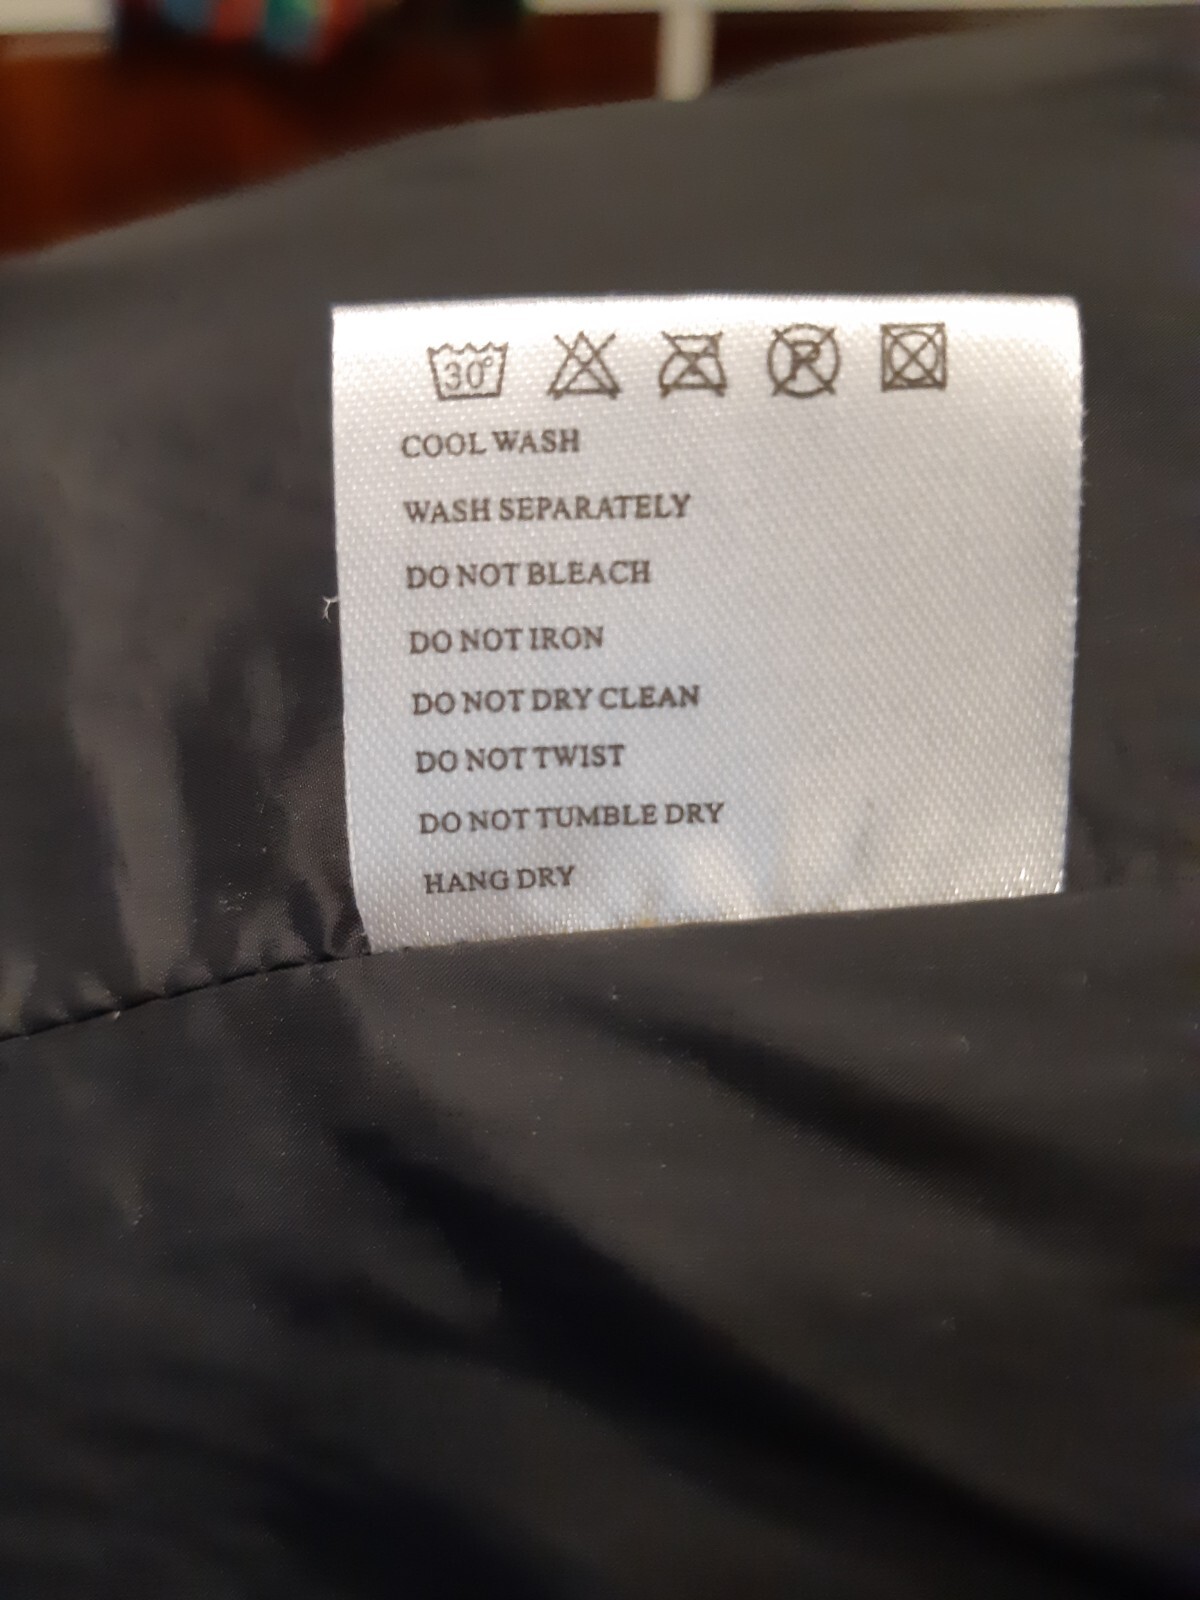 30° P
COOL WASH
WASH SEPARATELY
DO NOT BLEACH
DO NOT IRON
DO NOT DRY CLEAN
DO NOT TWIST
DO NOT TUMBLE DRY
HANG DRY